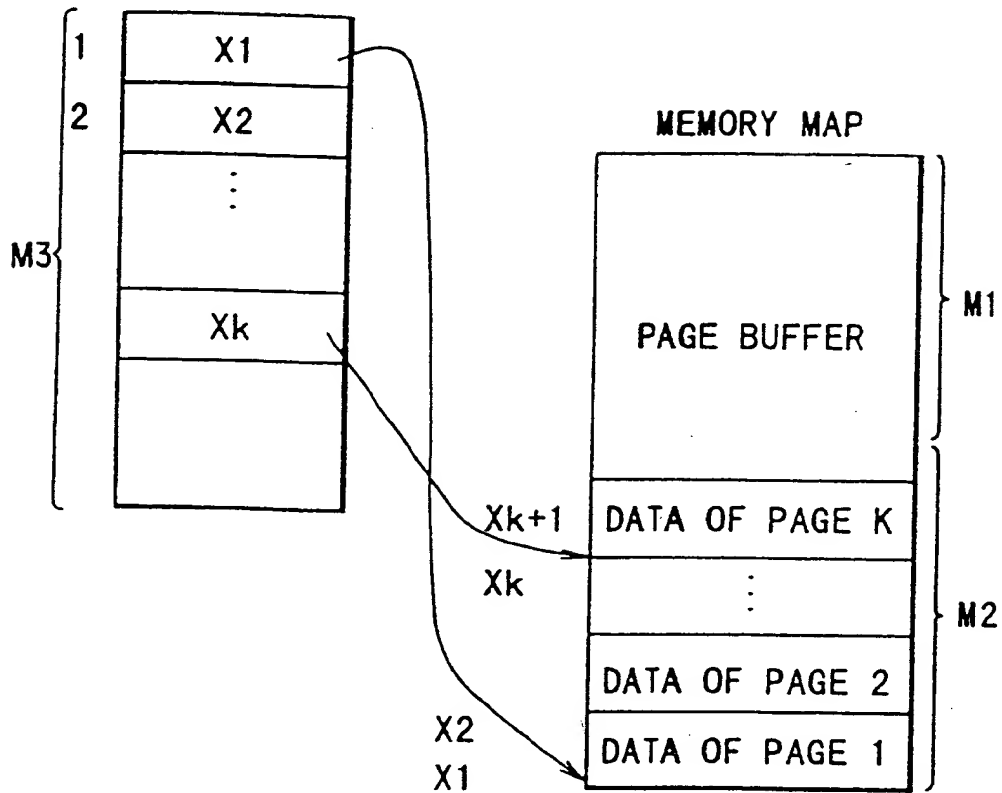 1
X1
2
X2
⋮
M3
Xk
MEMORY MAP
PAGE BUFFER
M1
Xk+1
DATA OF PAGE K
Xk
⋮
M2
DATA OF PAGE 2
X2
DATA OF PAGE 1
X1